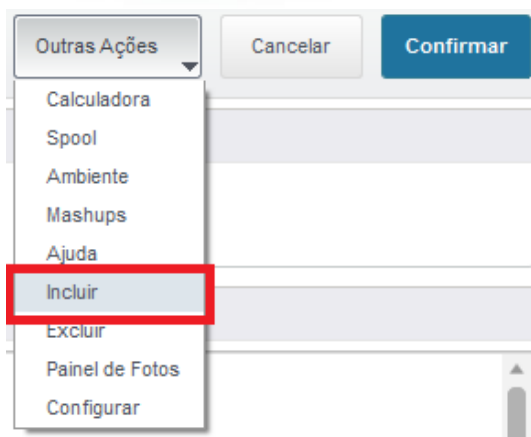 Outras Ações Cancelar Confirmar
Calculadora
Spool
Ambiente
Mashups
Ajuda
Incluir
Excluir
Painel de Fotos
Configurar